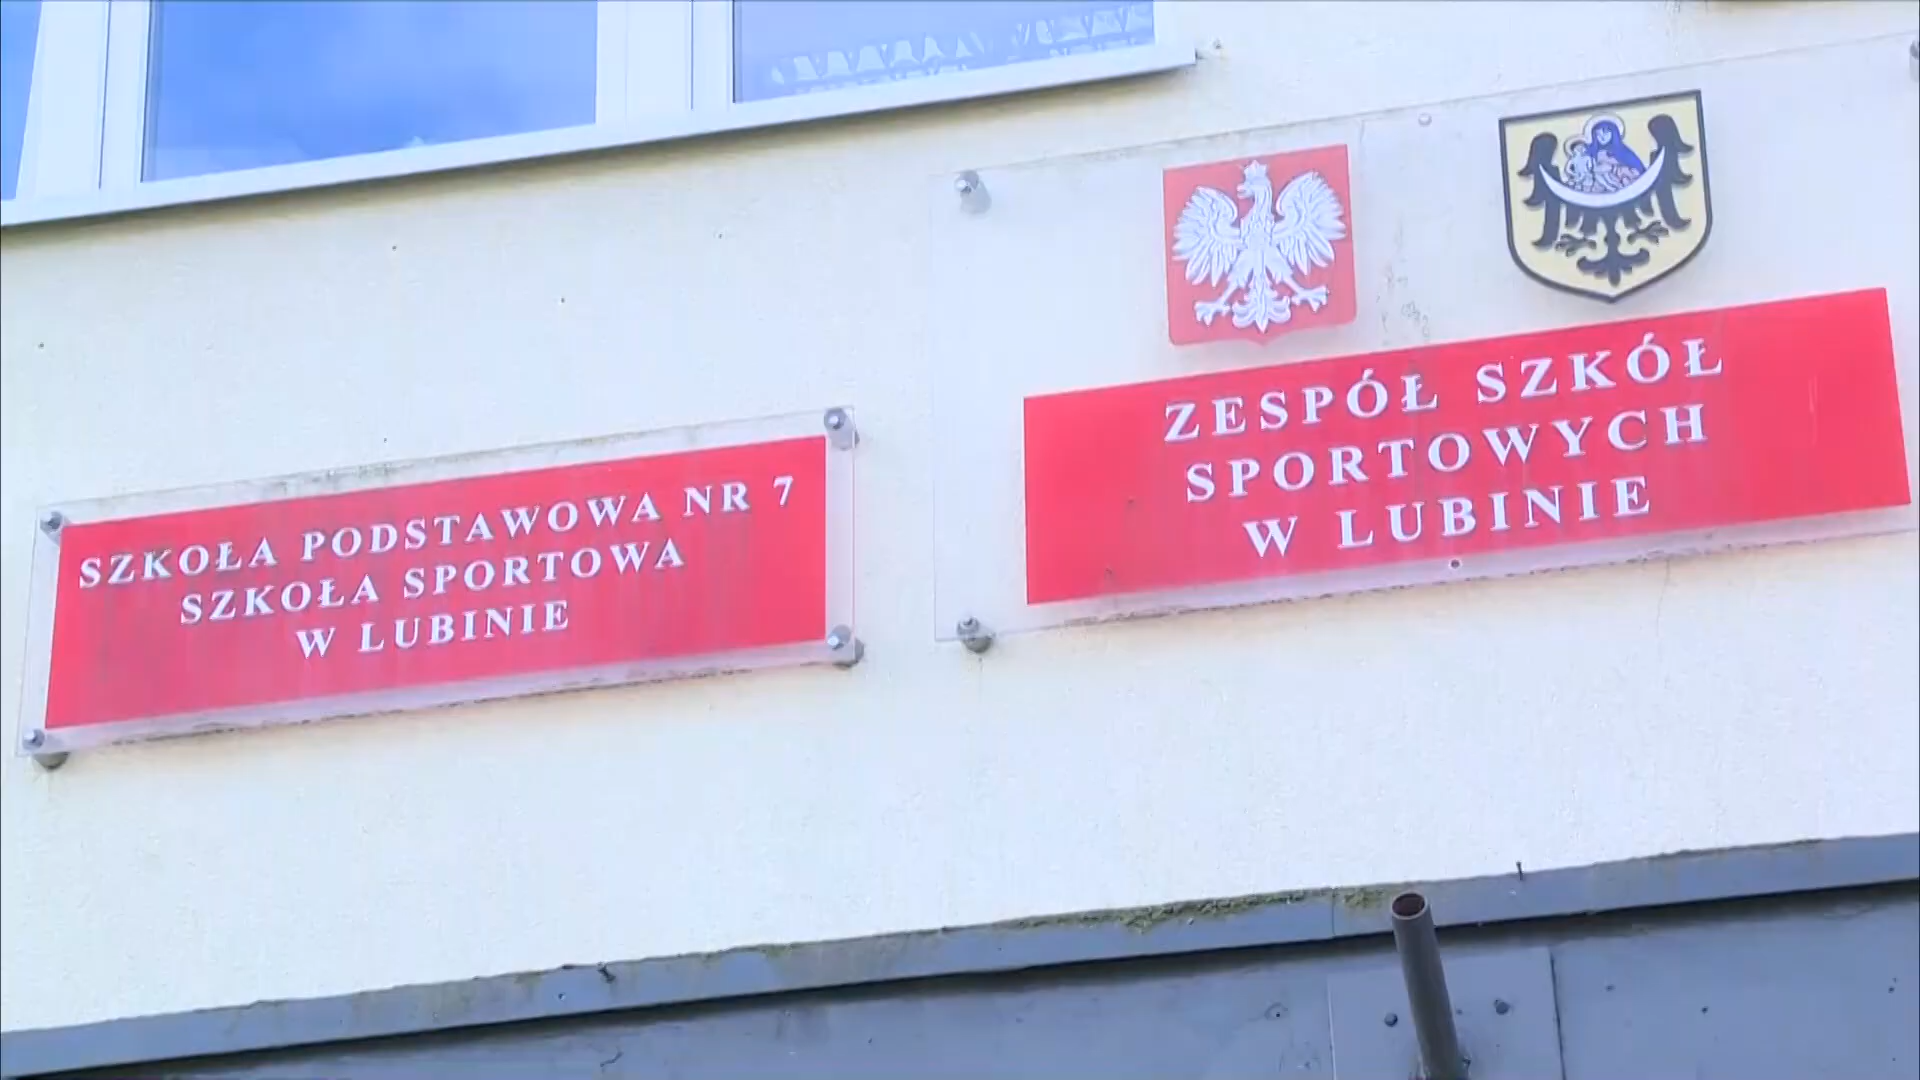 SZKOŁA PODSTAWOWA NR 7
SZKOŁA SPORTOWA
W LUBINIE
ZESPÓŁ SZKÓŁ
SPORTOWYCH
W LUBINIE